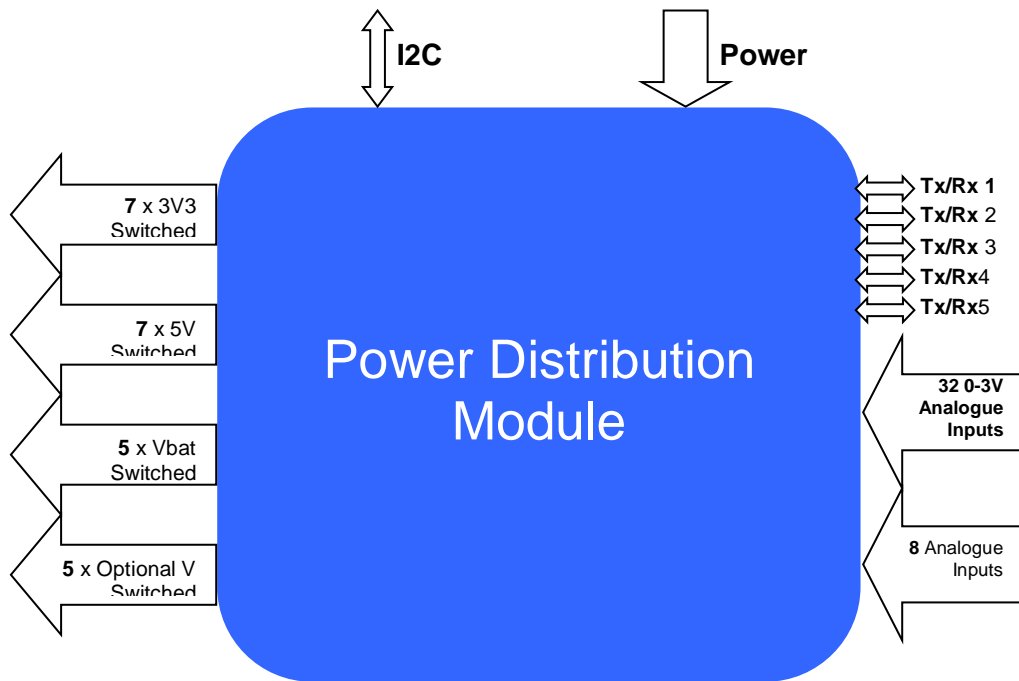 I2C
Power
7 x 3V3
Switched
7 x 5V
Switched
5 x Vbat
Switched
5 x Optional V
Switched
Power Distribution
Module
Tx/Rx 1
Tx/Rx 2
Tx/Rx 3
Tx/Rx4
Tx/Rx5
32 0-3V
Analogue
Inputs
8 Analogue
Inputs